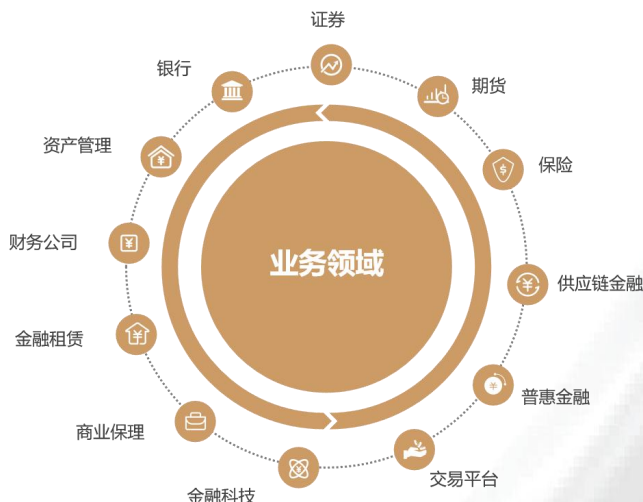 证券
期货
保险
供应链金融
普惠金融
交易平台
金融科技
商业保理
金融租赁
财务公司
资产管理
银行
业务领域